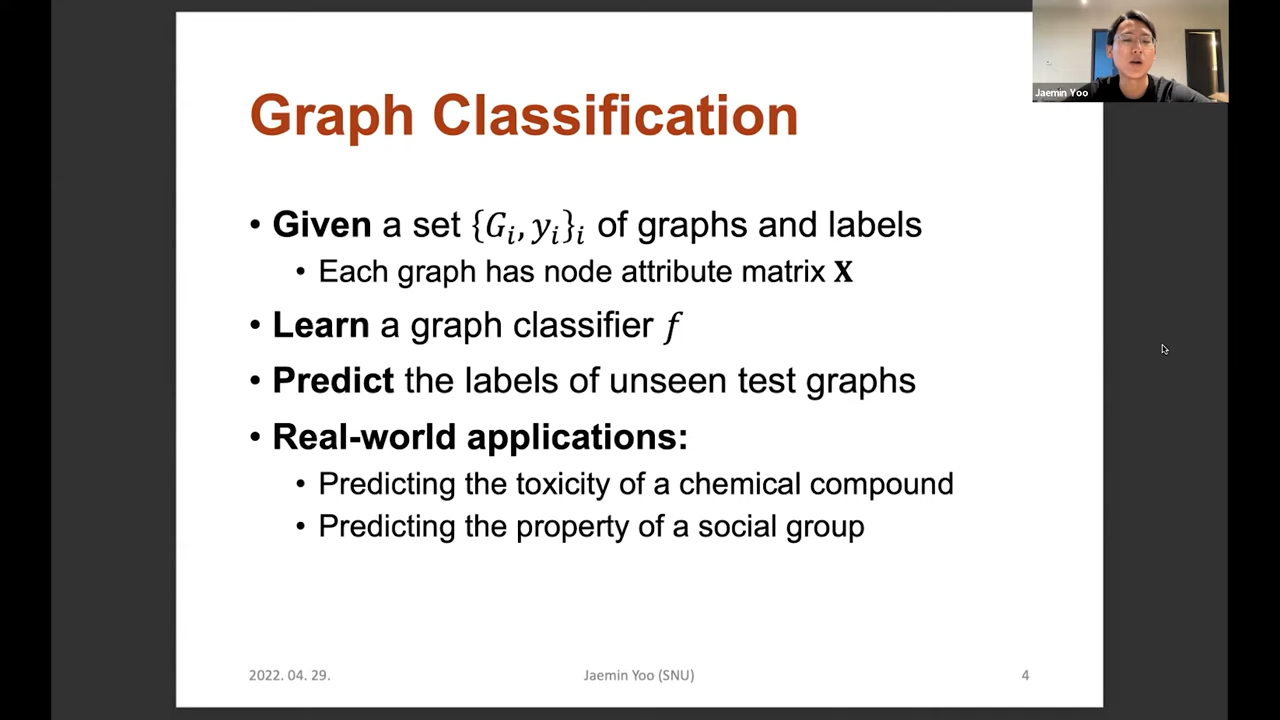 Jaemin Yoo
Graph Classification
• Given a set {G_i, y_i}_i of graphs and labels
• Each graph has node attribute matrix X
• Learn a graph classifier f
• Predict the labels of unseen test graphs
• Real-world applications:
• Predicting the toxicity of a chemical compound
• Predicting the property of a social group
2022. 04. 29.
Jaemin Yoo (SNU)
4